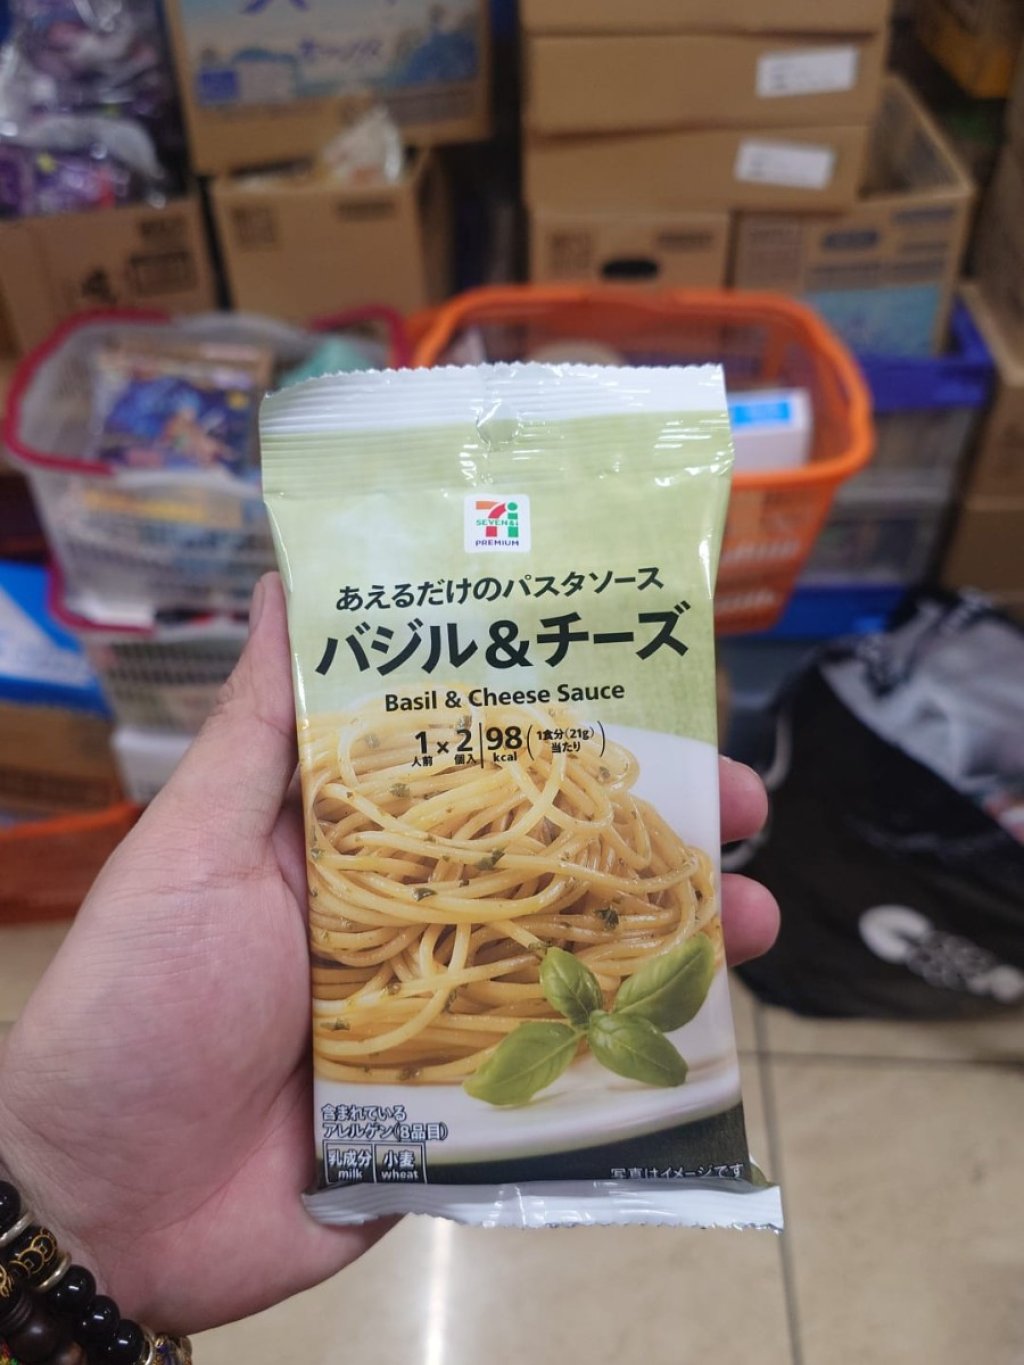 SEVEN&i
PREMIUM
あえるだけのパスタソース
バジル&チーズ
Basil & Cheese Sauce
1人前×2個入 98kcal (1食分(21g)当たり)
含まれている
アレルゲン(8品目)
乳成分 小麦
milk wheat
写真はイメージです